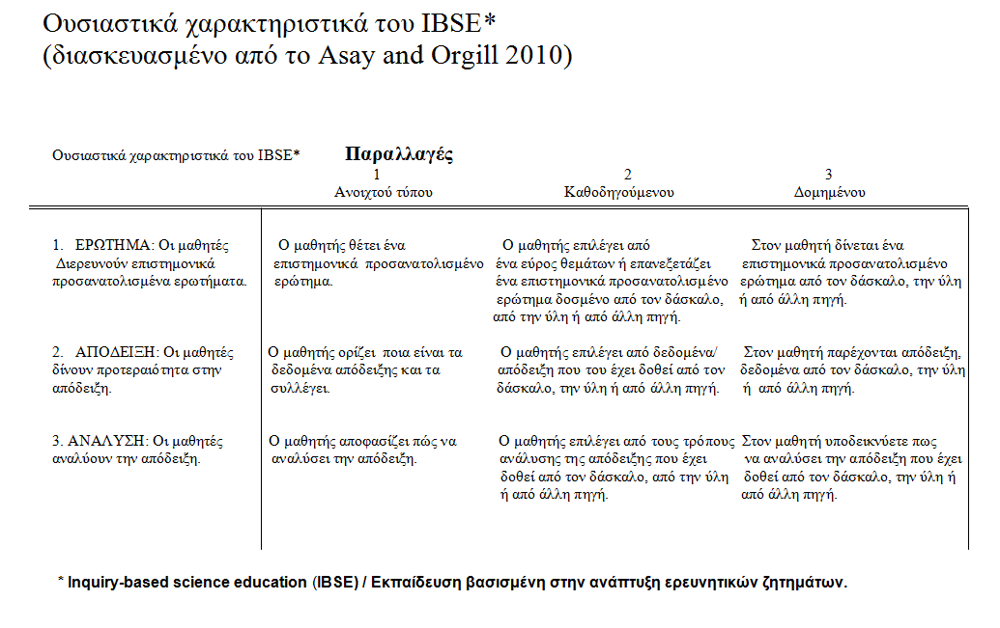 Ουσιαστικά χαρακτηριστικά του IBSE*
(διασκευασμένο από το Asay and Orgill 2010)
Ουσιαστικά χαρακτηριστικά του IBSE* Παραλλαγές
1 2 3
Ανοιχτού τύπου Καθοδηγούμενου Δομημένου
1. ΕΡΩΤΗΜΑ: Οι μαθητές
Διερευνούν επιστημονικά
προσανατολισμένα ερωτήματα.
Ο μαθητής θέτει ένα
επιστημονικά προσανατολισμένο
ερώτημα.
Ο μαθητής επιλέγει από
ένα εύρος θεμάτων ή επανεξετάζει
ένα επιστημονικά προσανατολισμένο
ερώτημα δοσμένο από τον δάσκαλο,
από την ύλη ή από άλλη πηγή.
Στον μαθητή δίνεται ένα
επιστημονικά προσανατολισμένο
ερώτημα από τον δάσκαλο, την ύλη
ή από άλλη πηγή.
2. ΑΠΟΔΕΙΞΗ: Οι μαθητές
δίνουν προτεραιότητα στην
απόδειξη.
Ο μαθητής ορίζει ποια είναι τα
δεδομένα απόδειξης και τα
συλλέγει.
Ο μαθητής επιλέγει από δεδομένα/
απόδειξη που του έχει δοθεί από τον
δάσκαλο, την ύλη ή από άλλη πηγή.
Στον μαθητή παρέχονται απόδειξη,
δεδομένα από τον δάσκαλο, την ύλη
ή από άλλη πηγή.
3. ΑΝΑΛΥΣΗ: Οι μαθητές
αναλύουν την απόδειξη.
Ο μαθητής αποφασίζει πώς να
αναλύσει την απόδειξη.
Ο μαθητής επιλέγει από τους τρόπους
ανάλυσης της απόδειξης που έχει
δοθεί από τον δάσκαλο, από την ύλη
ή από άλλη πηγή.
Στον μαθητή υποδεικνύετε πως
να αναλύσει την απόδειξη που έχει
δοθεί από τον δάσκαλο, την ύλη ή
από άλλη πηγή.
* Inquiry-based science education (IBSE) / Εκπαίδευση βασισμένη στην ανάπτυξη ερευνητικών ζητημάτων.